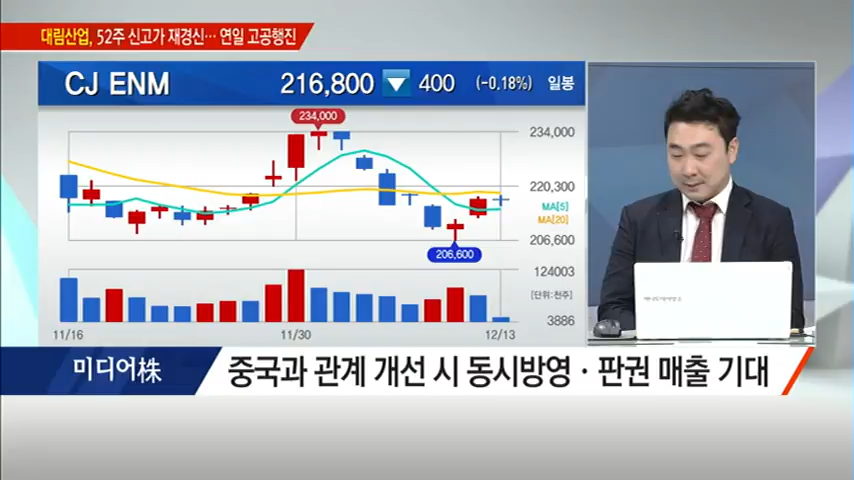 대림산업, 52주 신고가 재경신… 연일 고공행진
CJ ENM 216,800 ▼ 400 (-0.18%) 일봉
234,000
234,000
220,300
MA[5]
MA[20]
206,600
206,600
124003
[단위:천주]
3886
11/16 11/30 12/13
미디어株 중국과 관계 개선 시 동시방영·판권 매출 기대